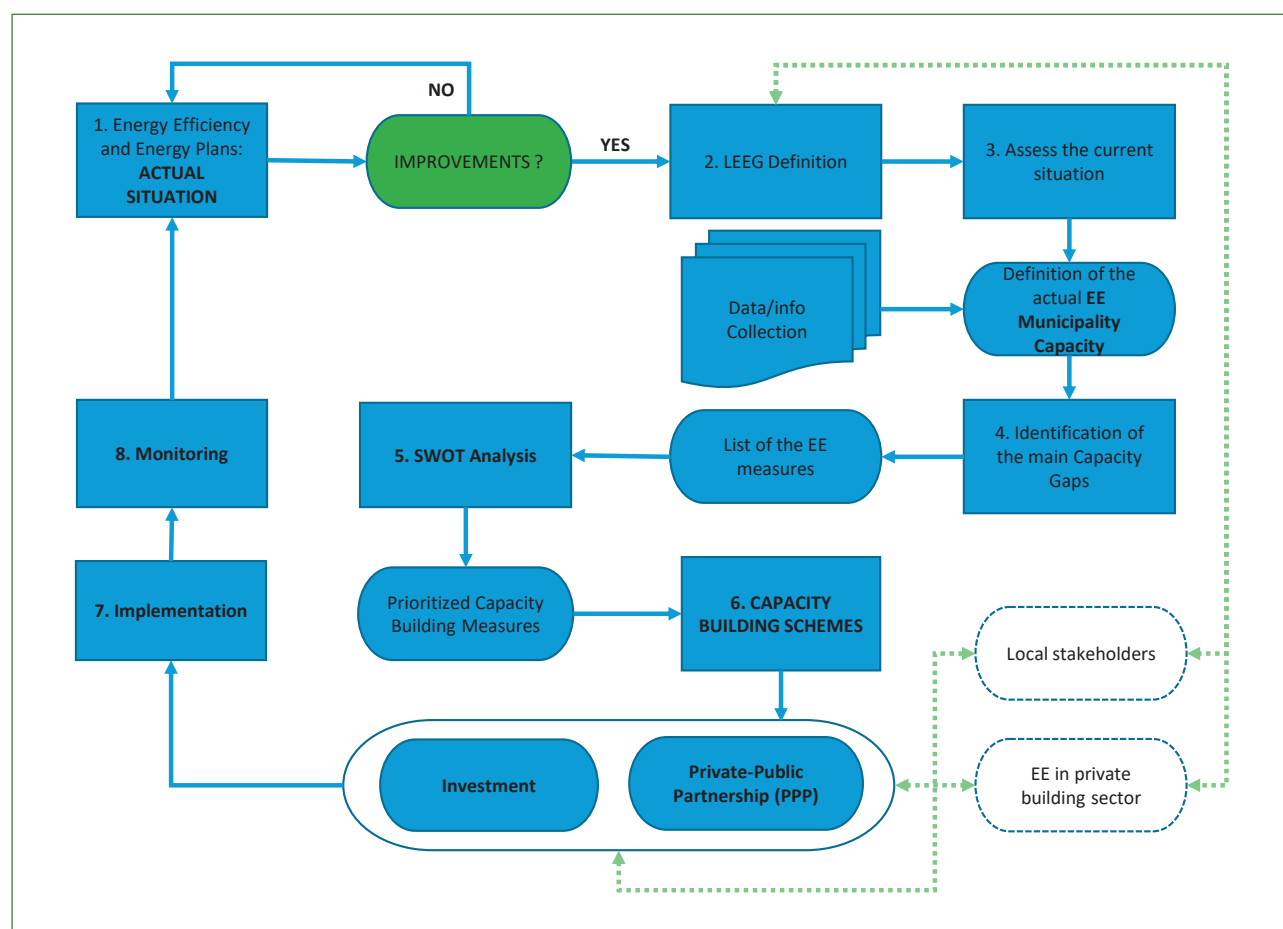 NO
1. Energy Efficiency
and Energy Plans:
ACTUAL
SITUATION
IMPROVEMENTS ?
YES
2. LEEG Definition
3. Assess the current
situation
Data/info
Collection
Definition of the
actual EE
Municipality
Capacity
8. Monitoring
5. SWOT Analysis
List of the EE
measures
4. Identification of
the main Capacity
Gaps
7. Implementation
Prioritized Capacity
Building Measures
6. CAPACITY
BUILDING SCHEMES
Local stakeholders
Investment
Private-Public
Partnership (PPP)
EE in private
building sector